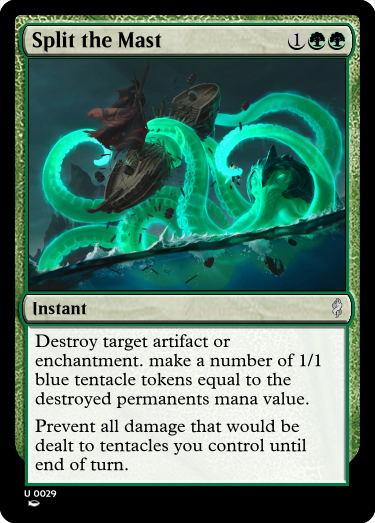 Split the Mast 1
Instant
Destroy target artifact or
enchantment. make a number of 1/1
blue tentacle tokens equal to the
destroyed permanents mana value.
Prevent all damage that would be
dealt to tentacles you control until
end of turn.
U 0029